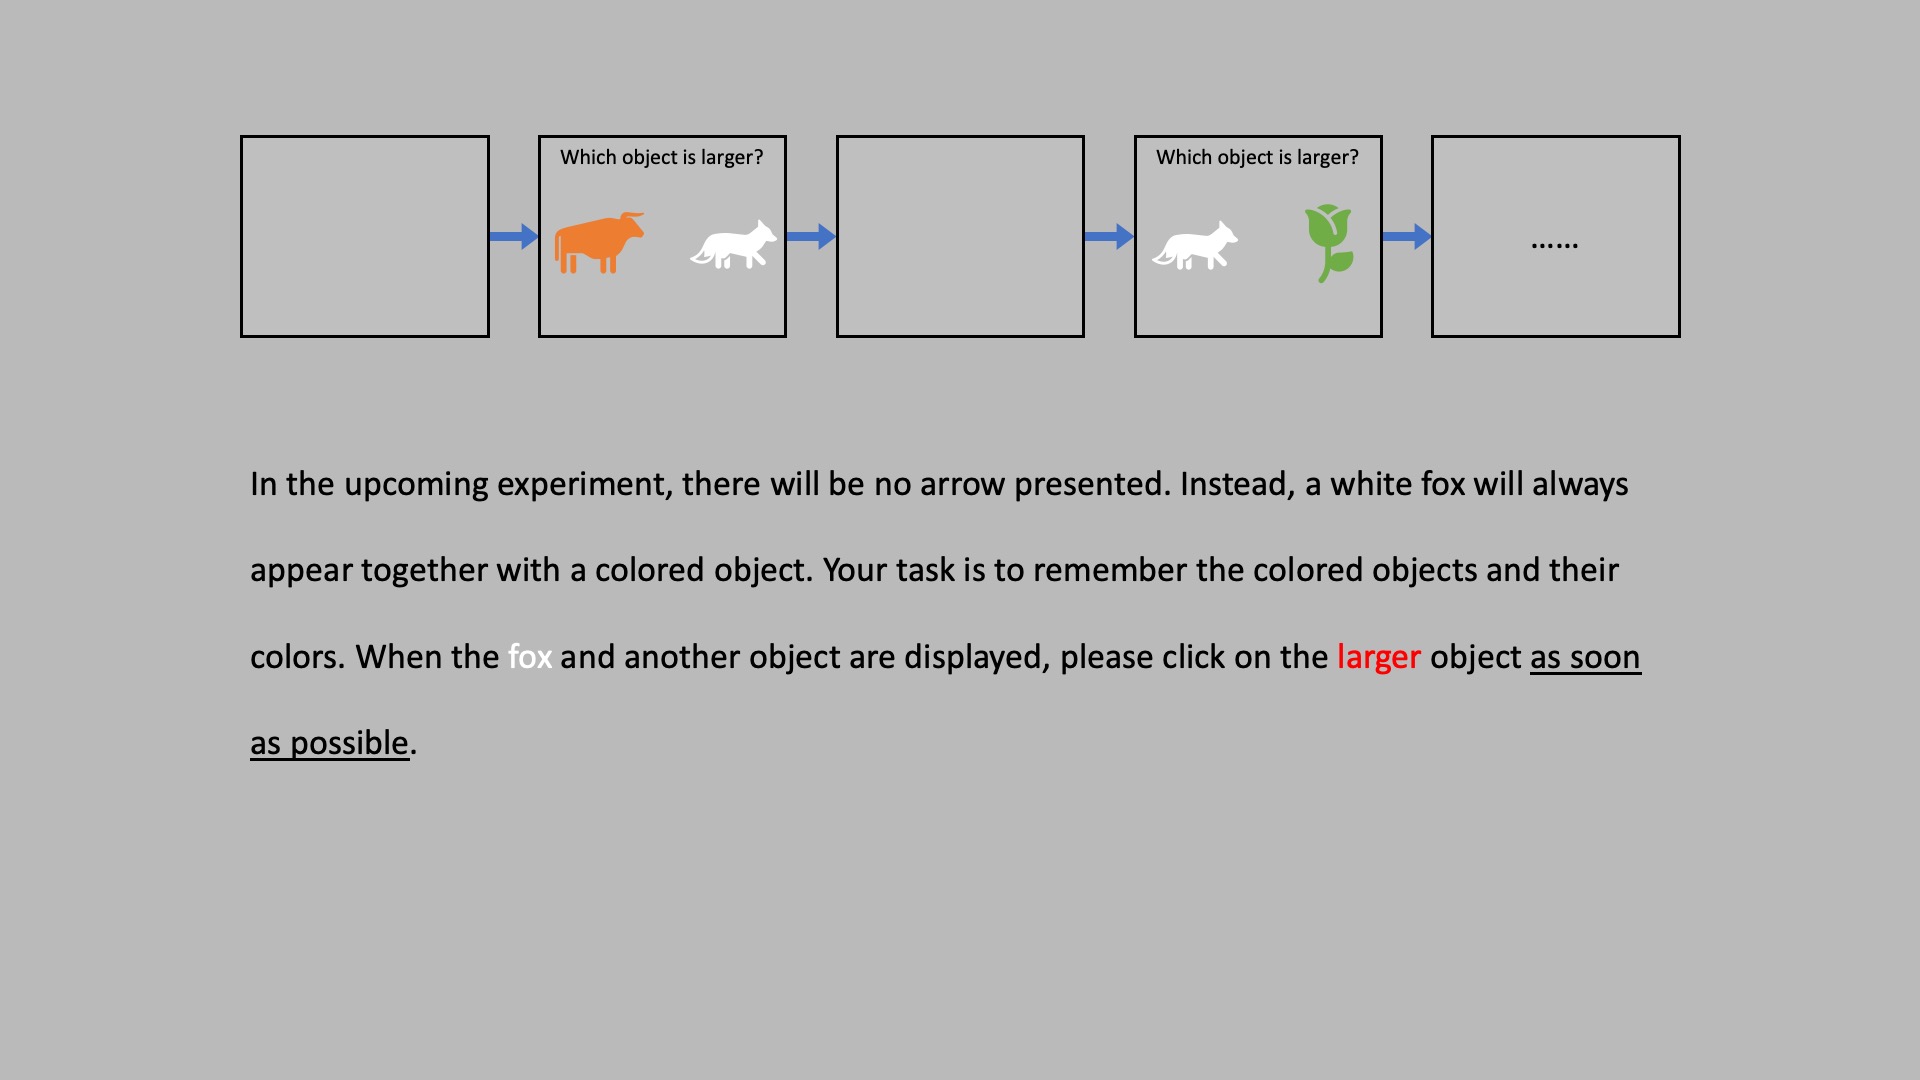 Which object is larger?
Which object is larger?
......
In the upcoming experiment, there will be no arrow presented. Instead, a white fox will always
appear together with a colored object. Your task is to remember the colored objects and their
colors. When the fox and another object are displayed, please click on the larger object as soon
as possible.